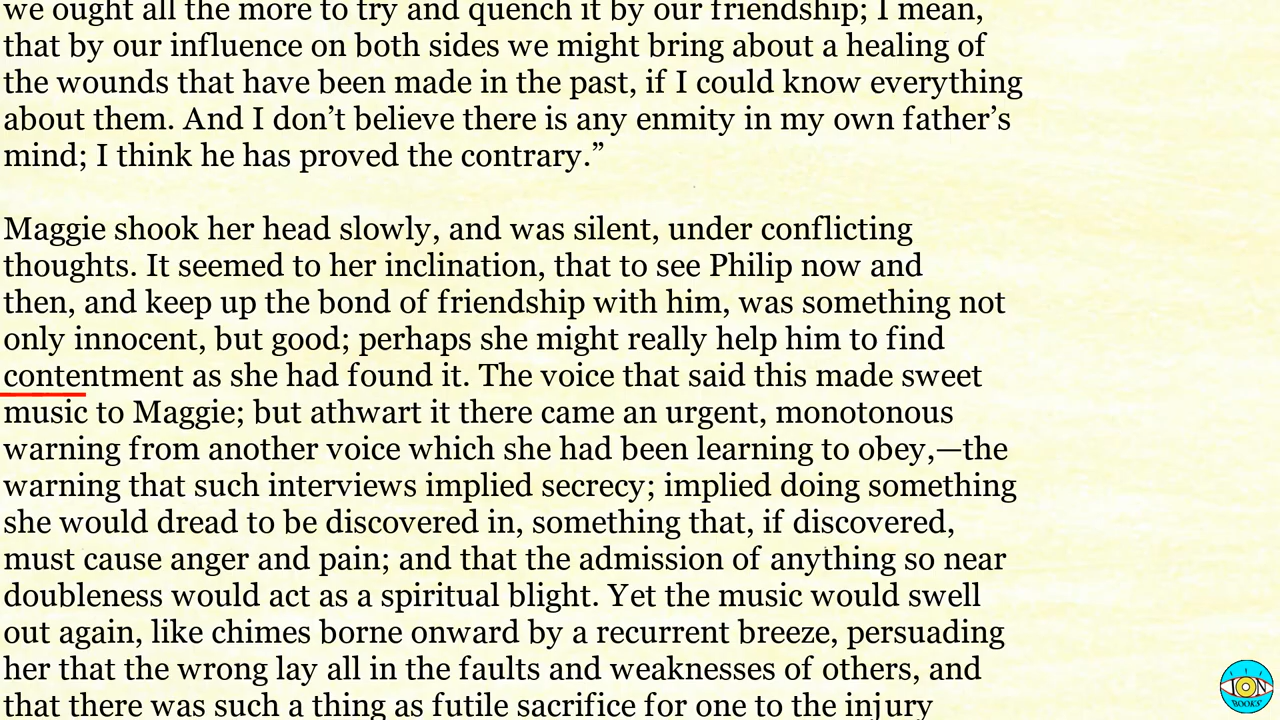 we ought all the more to try and quench it by our friendship; I mean,
that by our influence on both sides we might bring about a healing of
the wounds that have been made in the past, if I could know everything
about them. And I don’t believe there is any enmity in my own father’s
mind; I think he has proved the contrary.”
Maggie shook her head slowly, and was silent, under conflicting
thoughts. It seemed to her inclination, that to see Philip now and
then, and keep up the bond of friendship with him, was something not
only innocent, but good; perhaps she might really help him to find
contentment as she had found it. The voice that said this made sweet
music to Maggie; but athwart it there came an urgent, monotonous
warning from another voice which she had been learning to obey,—the
warning that such interviews implied secrecy; implied doing something
she would dread to be discovered in, something that, if discovered,
must cause anger and pain; and that the admission of anything so near
doubleness would act as a spiritual blight. Yet the music would swell
out again, like chimes borne onward by a recurrent breeze, persuading
her that the wrong lay all in the faults and weaknesses of others, and
that there was such a thing as futile sacrifice for one to the injury
ION
BOOKS